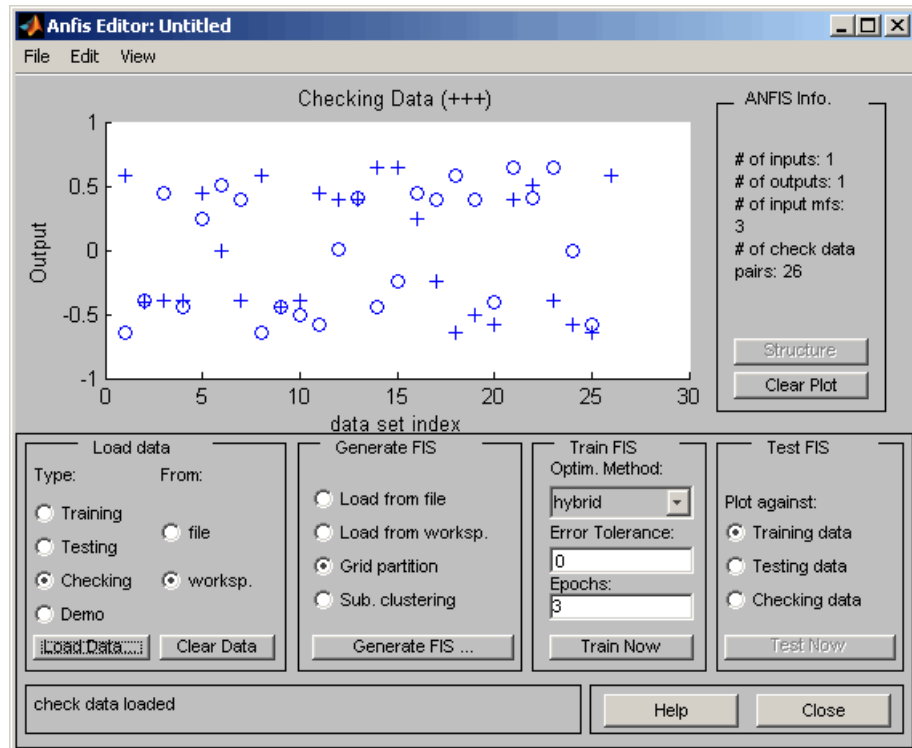 Anfis Editor: Untitled
File Edit View
Checking Data (+++)
1
0.5
0
-0.5
-1
Output
0 5 10 15 20 25 30
data set index
ANFIS Info.
# of inputs: 1
# of outputs: 1
# of input mfs:
3
# of check data
pairs: 26
Structure
Clear Plot
Load data
Type: From:
Training
Testing
Checking
Demo
file
worksp.
Load Data... Clear Data
Generate FIS
Load from file
Load from worksp.
Grid partition
Sub. clustering
Generate FIS ...
Train FIS
Optim. Method:
hybrid
Error Tolerance:
0
Epochs:
3
Train Now
Test FIS
Plot against:
Training data
Testing data
Checking data
Test Now
check data loaded
Help Close